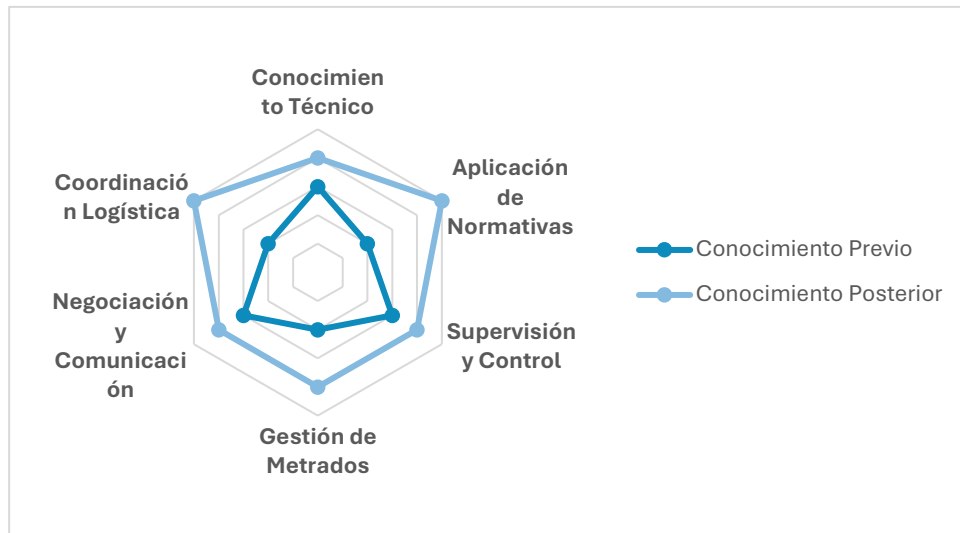 Conocimien
to Técnico
Aplicación
de
Normativas
Supervisión
y Control
Gestión de
Metrados
Negociación
y
Comunicaci
ón
Coordinació
n Logística
Conocimiento Previo
Conocimiento Posterior